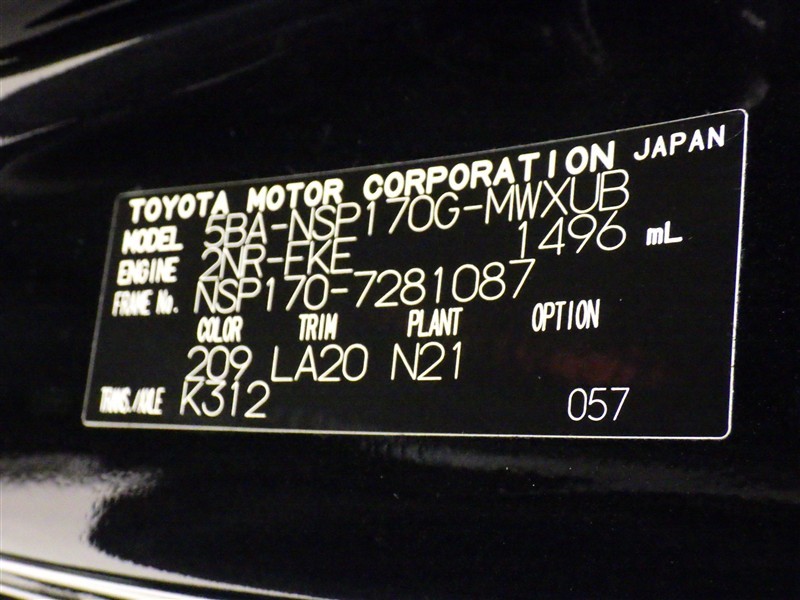 TOYOTA MOTOR CORPORATION JAPAN
MODEL 5BA-NSP170G-MWXUB
ENGINE 2NR-FKE 1496 mL
FRAME No. NSP170-7281087
COLOR TRIM PLANT OPTION
209 LA20 N21
TRANS./AXLE K312 057